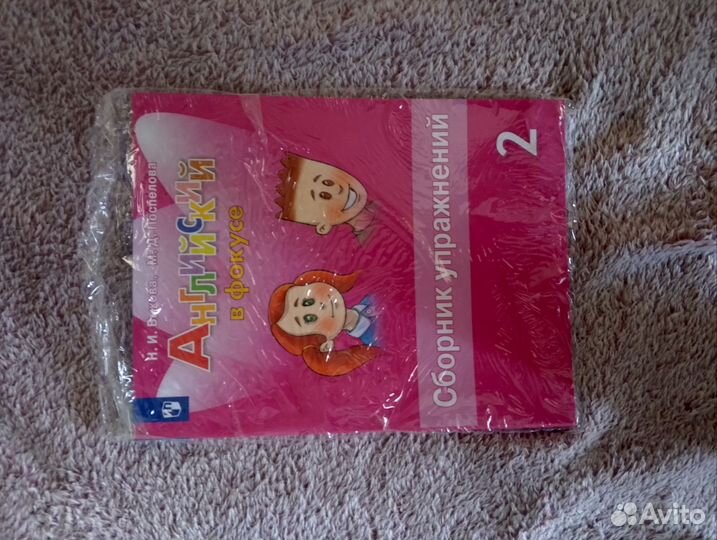 Н. И. Быкова, М. Д. Поспелова
Английский
в фокусе
Сборник упражнений
2
Avito